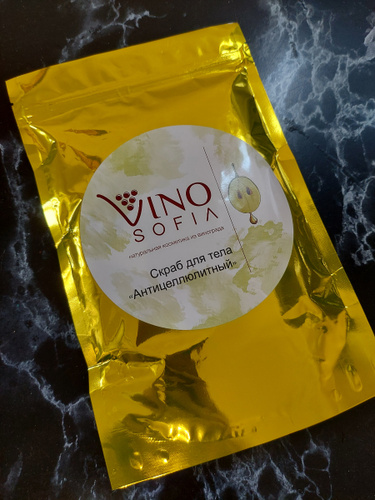 VINO
SOFIA
натуральная косметика из винограда
Скраб для тела
«Антицеллюлитный»